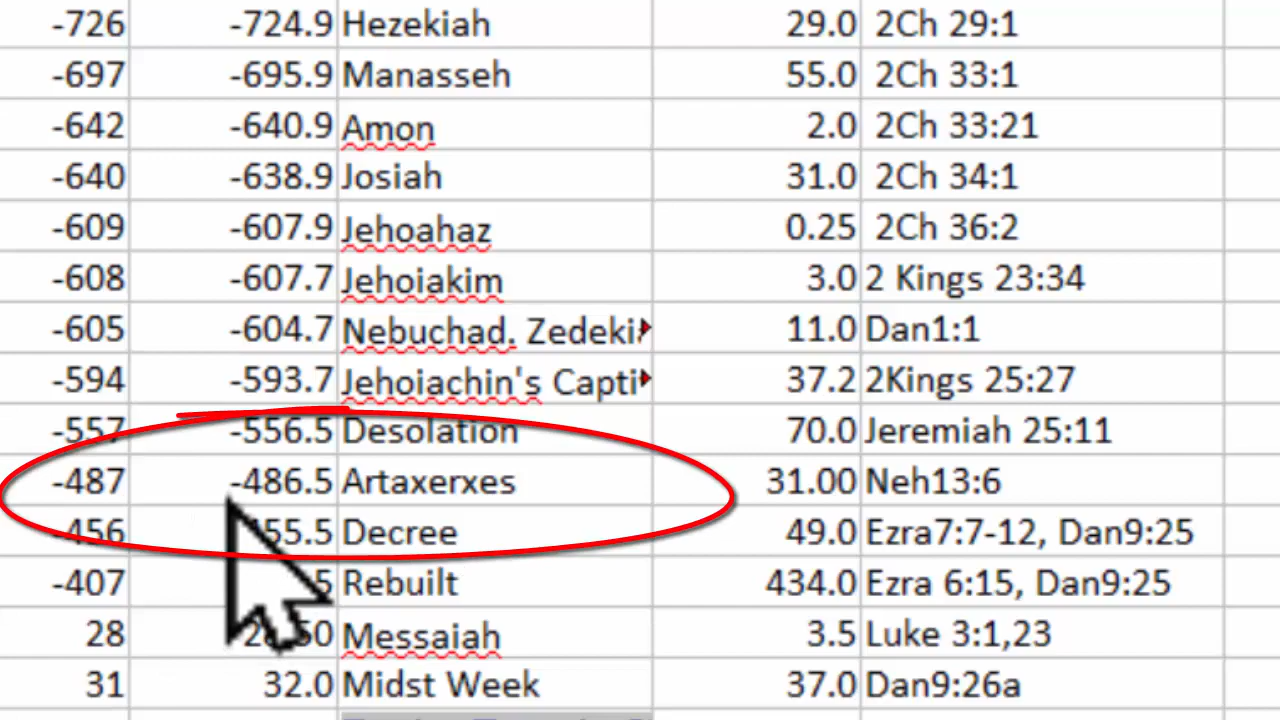 -726 -724.9 Hezekiah 29.0 2Ch 29:1
-697 -695.9 Manasseh 55.0 2Ch 33:1
-642 -640.9 Amon 2.0 2Ch 33:21
-640 -638.9 Josiah 31.0 2Ch 34:1
-609 -607.9 Jehoahaz 0.25 2Ch 36:2
-608 -607.7 Jehoiakim 3.0 2 Kings 23:34
-605 -604.7 Nebuchad. Zedeki 11.0 Dan1:1
-594 -593.7 Jehoiachin's Capti 37.2 2Kings 25:27
-557 -556.5 Desolation 70.0 Jeremiah 25:11
-487 -486.5 Artaxerxes 31.00 Neh13:6
-456 55.5 Decree 49.0 Ezra7:7-12, Dan9:25
-407 5 Rebuilt 434.0 Ezra 6:15, Dan9:25
28 Messaiah 3.5 Luke 3:1,23
31 32.0 Midst Week 37.0 Dan9:26a